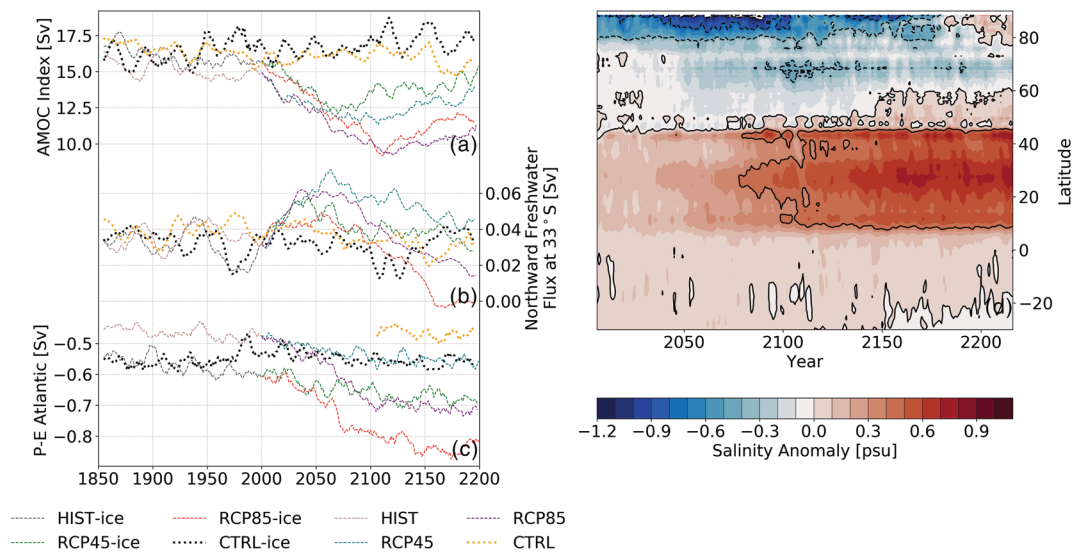 AMOC Index [Sv]
17.5
15.0
12.5
10.0
(a)
Northward Freshwater
Flux at 33°S [Sv]
0.06
0.04
0.02
0.00
(b)
P-E Atlantic [Sv]
−0.5
−0.6
−0.7
−0.8
(c)
1850 1900 1950 2000 2050 2100 2150 2200
HIST-ice RCP85-ice HIST RCP85
RCP45-ice CTRL-ice RCP45 CTRL
80
60
40
20
0
−20
Latitude
(d)
2050 2100 2150 2200
Year
−1.2 −0.9 −0.6 −0.3 0.0 0.3 0.6 0.9
Salinity Anomaly [psu]